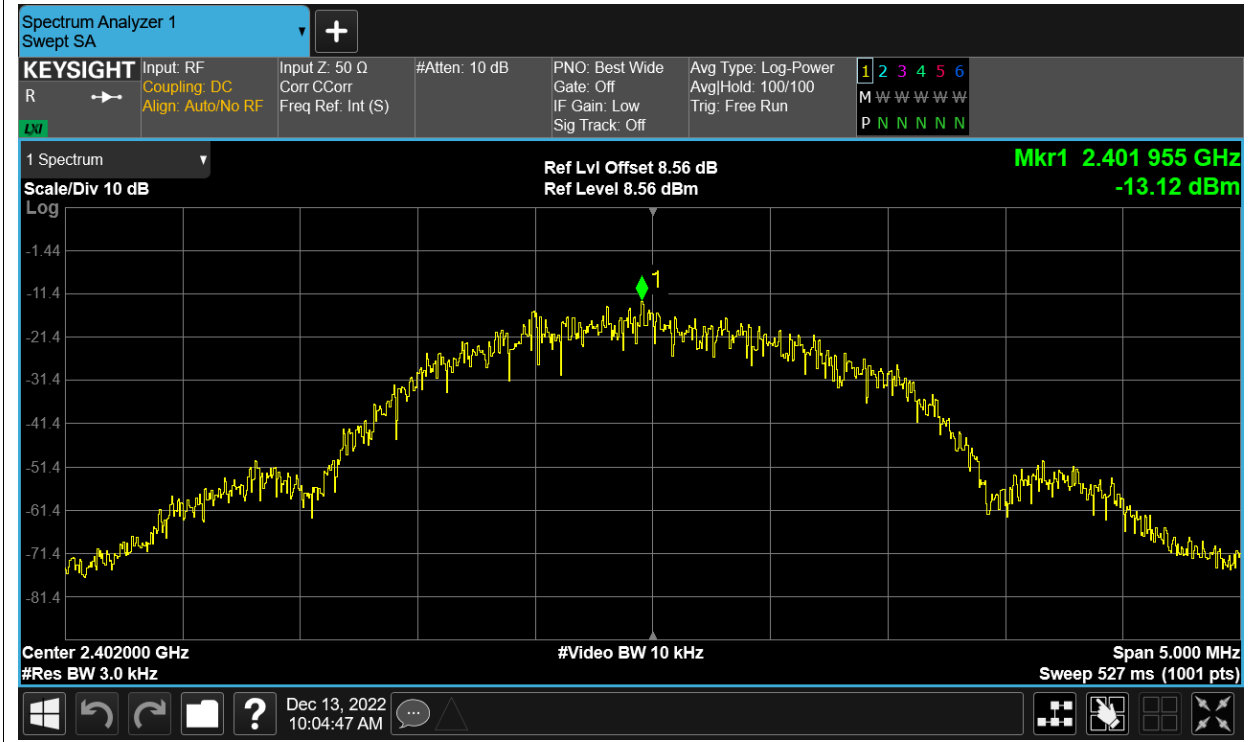 Spectrum Analyzer 1
Swept SA
KEYSIGHT
R
LXI
Input: RF
Coupling: DC
Align: Auto/No RF
Input Z: 50 Ω
Corr CCorr
Freq Ref: Int (S)
#Atten: 10 dB
PNO: Best Wide
Gate: Off
IF Gain: Low
Sig Track: Off
Avg Type: Log-Power
Avg|Hold: 100/100
Trig: Free Run
1 2 3 4 5 6
M W W W W W
P N N N N N
1 Spectrum
Scale/Div 10 dB
Log
Ref Lvl Offset 8.56 dB
Ref Level 8.56 dBm
Mkr1 2.401 955 GHz
-13.12 dBm
1
-1.44
-11.4
-21.4
-31.4
-41.4
-51.4
-61.4
-71.4
-81.4
Center 2.402000 GHz
#Res BW 3.0 kHz
#Video BW 10 kHz
Span 5.000 MHz
Sweep 527 ms (1001 pts)
?
Dec 13, 2022
10:04:47 AM